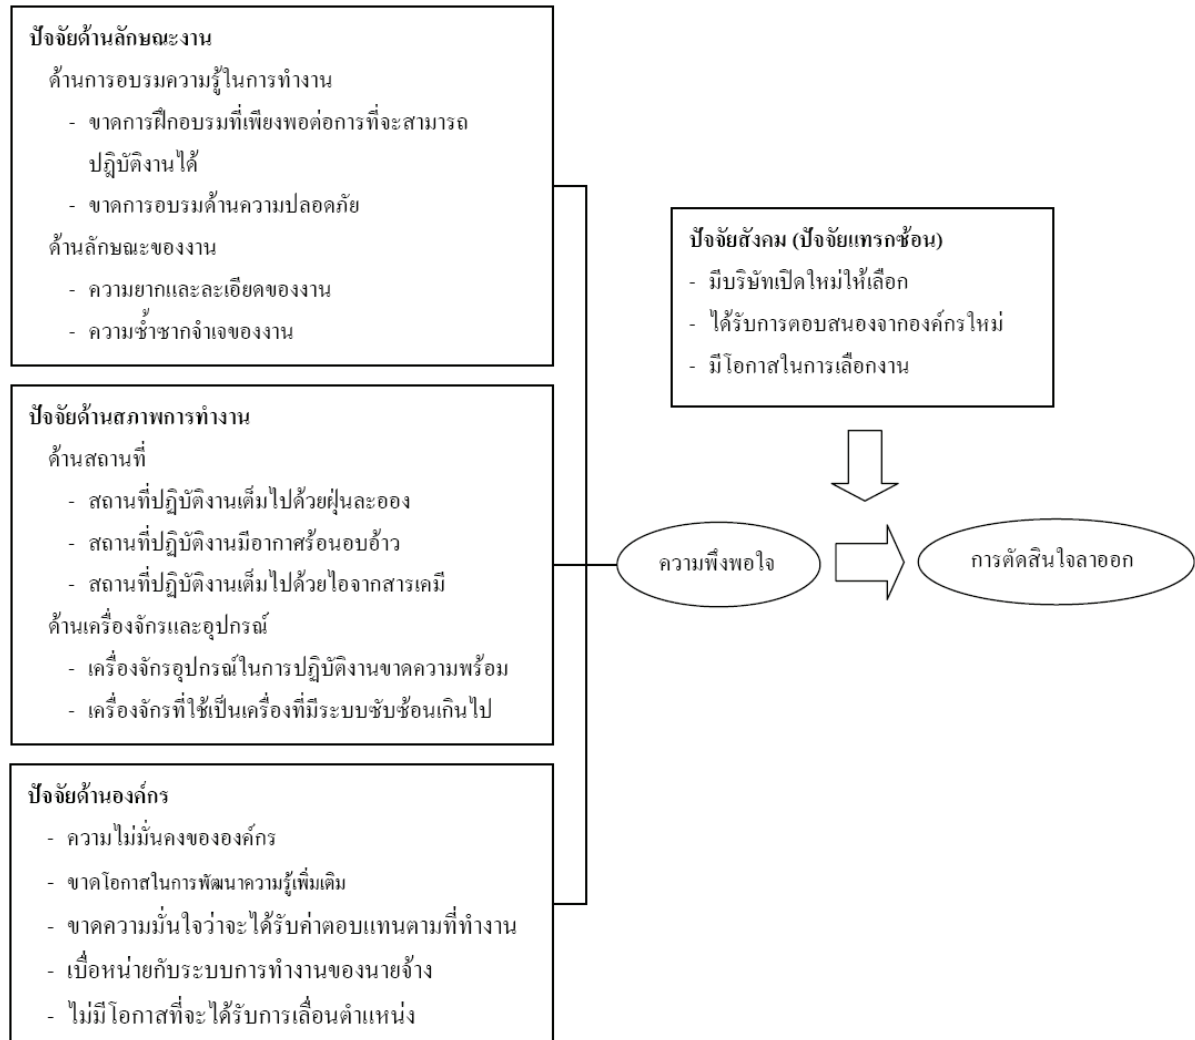 ปัจจัยด้านลักษณะงาน
ด้านการอบรมความรู้ในการทำงาน
- ขาดการฝึกอบรมที่เพียงพอต่อการที่จะสามารถ
ปฎิบัติงานได้
- ขาดการอบรมด้านความปลอดภัย
ด้านลักษณะของงาน
- ความยากและละเอียดของงาน
- ความซ้ำซากจำเจของงาน
ปัจจัยด้านสภาพการทำงาน
ด้านสถานที่
- สถานที่ปฏิบัติงานเต็มไปด้วยฝุ่นละออง
- สถานที่ปฏิบัติงานมีอากาศร้อนอบอ้าว
- สถานที่ปฏิบัติงานเต็มไปด้วยไอจากสารเคมี
ด้านเครื่องจักรและอุปกรณ์
- เครื่องจักรอุปกรณ์ในการปฏิบัติงานขาดความพร้อม
- เครื่องจักรที่ใช้เป็นเครื่องที่มีระบบซับซ้อนเกินไป
ปัจจัยด้านองค์กร
- ความไม่มั่นคงขององค์กร
- ขาดโอกาสในการพัฒนาความรู้เพิ่มเติม
- ขาดความมั่นใจว่าจะได้รับค่าตอบแทนตามที่ทำงาน
- เบื่อหน่ายกับระบบการทำงานของนายจ้าง
- ไม่มีโอกาสที่จะได้รับการเลื่อนตำแหน่ง
ปัจจัยสังคม (ปัจจัยแทรกซ้อน)
- มีบริษัทเปิดใหม่ให้เลือก
- ได้รับการตอบสนองจากองค์กรใหม่
- มีโอกาสในการเลือกงาน
ความพึงพอใจ
การตัดสินใจลาออก